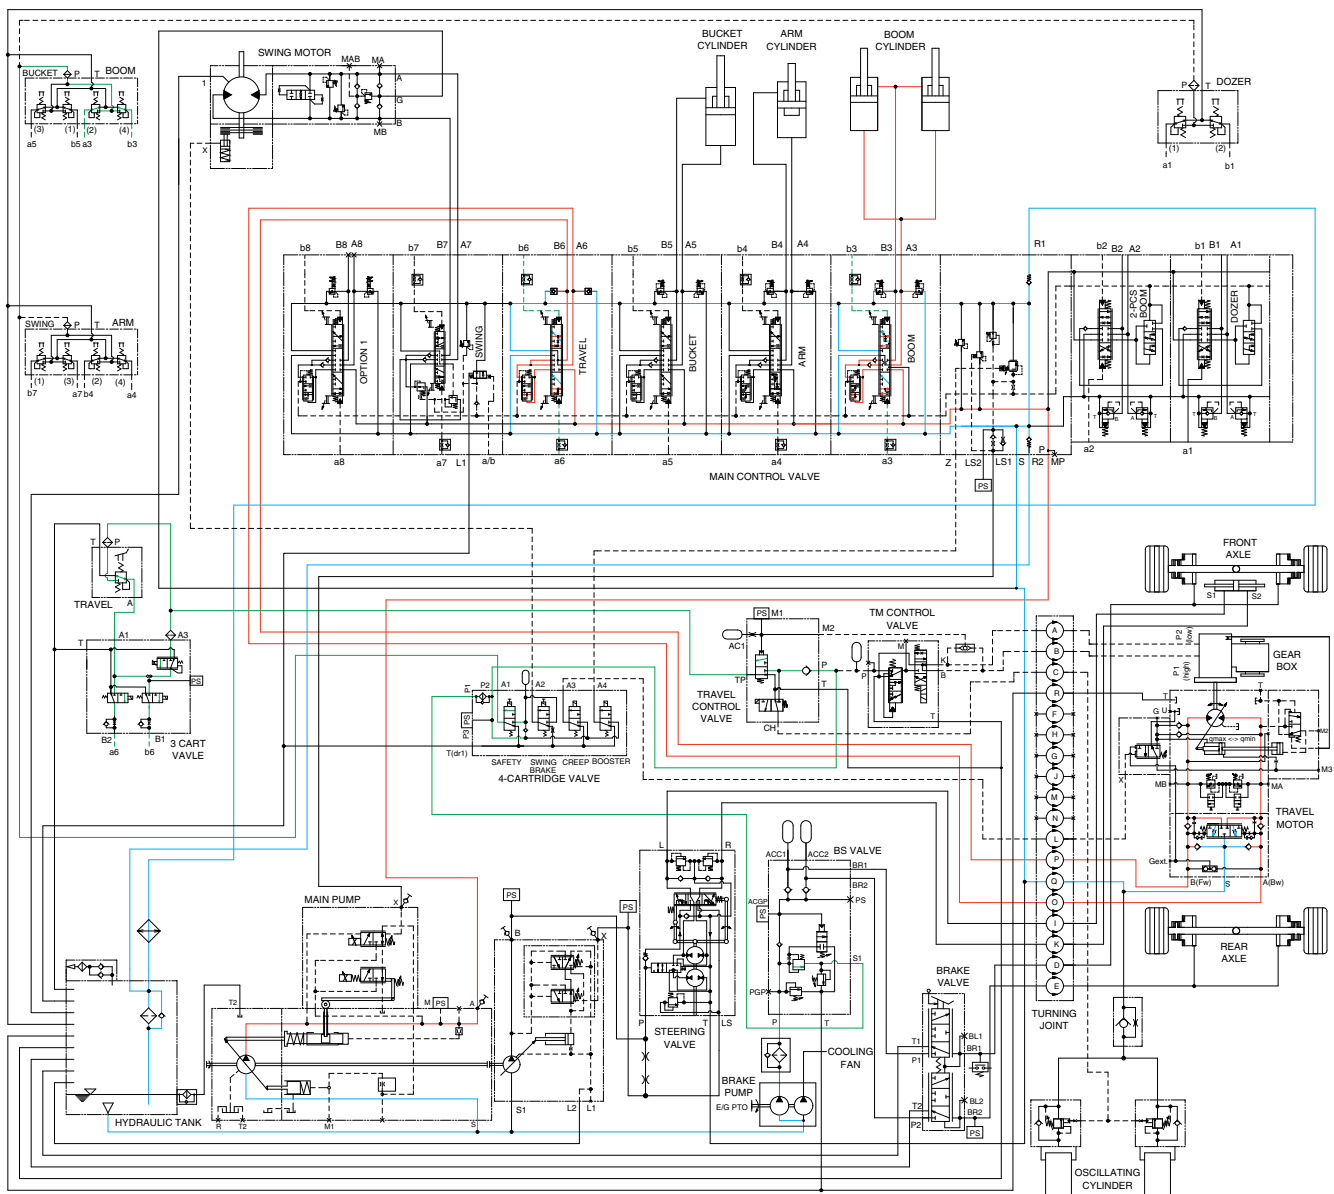 BUCKET CYLINDER
ARM CYLINDER
BOOM CYLINDER
SWING MOTOR
MAB MA
1 A
G
B
MB
X
BUCKET P T BOOM
(3) (1) (2) (4)
a5 b5 a3 b3
P T DOZER
(1) (2)
a1 b1
SWING P T ARM
(1) (3) (2) (4)
b7 a7 b4 a4
b8 B8 A8 b7 B7 A7 b6 B6 A6 b5 B5 A5 b4 B4 A4 b3 B3 A3 R1 b2 B2 A2 b1 B1 A1
OPTION 1
SWING
TRAVEL
BUCKET
ARM
BOOM
2-PCS BOOM
DOZER
T B A T T B A T
a8 a7 L1 a/b a6 a5 a4 a3 Z LS2 LS1 S R2 P MP a2 a1
MAIN CONTROL VALVE
PS
T P
TRAVEL A
T A1 A3
PS
B2 B1
a6 b6
3 CART VAVLE
P1 P2 A1 A2 A3 A4
PS
P3
T(dr1)
SAFETY SWING BRAKE CREEP BOOSTER
4-CARTRIDGE VALVE
PS M1
M2
AC1
TP
P
T
CH
TRAVEL CONTROL VALVE
TM CONTROL VALVE
P M K B T
A
B
C
R
F
H
G
J
M
N
L
P
Q
O
I
K
D
E
TURNING JOINT
FRONT AXLE
S1 S2
P2 (low)
P1 (high)
GEAR BOX
T T
G U
qmax <-> qmin
M2
M3
X
MB MA
TRAVEL MOTOR
Gext.
B(Fw) S A(Bw)
REAR AXLE
MAIN PUMP
X
T2 M PS A
R T2 M1 S
HYDRAULIC TANK
PS
B X
PS
S1 L2 L1
L R
P T LS
STEERING VALVE
ACC1 ACC2
BS VALVE
BR1
BR2
ACGP
PS
PS
S1
PGP
P T
COOLING FAN
BRAKE PUMP
E/G PTO
BRAKE VALVE
T1
P1
BL1
BR1
T2
P2
BL2
BR2
PS
OSCILLATING CYLINDER